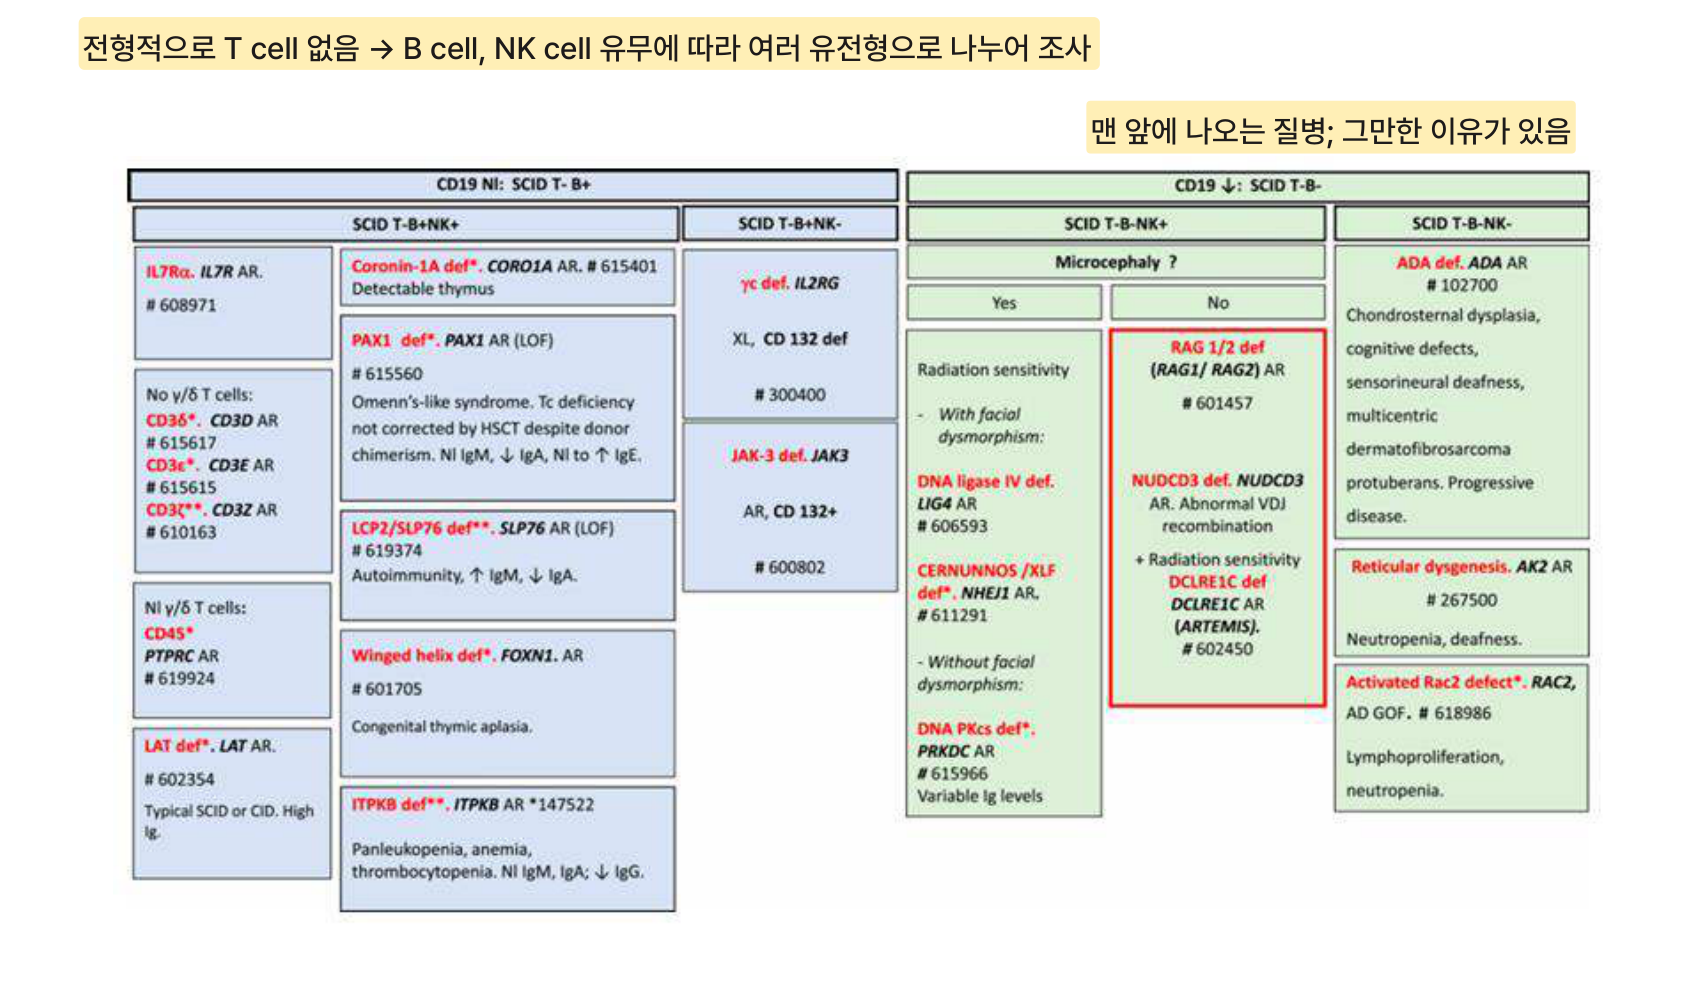 전형적으로 T cell 없음 → B cell, NK cell 유무에 따라 여러 유전형으로 나누어 조사
맨 앞에 나오는 질병; 그만한 이유가 있음
CD19 Nl: SCID T- B+
SCID T-B+NK+
IL7Rα. IL7R AR.
# 608971
No γ/δ T cells:
CD3δ*. CD3D AR
# 615617
CD3ε*. CD3E AR
# 615615
CD3ζ**. CD3Z AR
# 610163
Nl γ/δ T cells:
CD45*
PTPRC AR
# 619924
LAT def*. LAT AR.
# 602354
Typical SCID or CID. High
Ig.
Coronin-1A def*. CORO1A AR. # 615401
Detectable thymus
PAX1 def*. PAX1 AR (LOF)
# 615560
Omenn's-like syndrome. Tc deficiency
not corrected by HSCT despite donor
chimerism. Nl IgM, ↓ IgA, Nl to ↑ IgE.
LCP2/SLP76 def**. SLP76 AR (LOF)
# 619374
Autoimmunity, ↑ IgM, ↓ IgA.
Winged helix def*. FOXN1. AR
# 601705
Congenital thymic aplasia.
ITPKB def**. ITPKB AR *147522
Panleukopenia, anemia,
thrombocytopenia. Nl IgM, IgA; ↓ IgG.
SCID T-B+NK-
γc def. IL2RG
XL, CD 132 def
# 300400
JAK-3 def. JAK3
AR, CD 132+
# 600802
CD19 ↓: SCID T-B-
SCID T-B-NK+
Microcephaly ?
Yes
Radiation sensitivity
- With facial
dysmorphism:
DNA ligase IV def.
LIG4 AR
# 606593
CERNUNNOS /XLF
def*. NHEJ1 AR.
# 611291
- Without facial
dysmorphism:
DNA PKcs def*.
PRKDC AR
# 615966
Variable Ig levels
No
RAG 1/2 def
(RAG1/ RAG2) AR
# 601457
NUDCD3 def. NUDCD3
AR. Abnormal VDJ
recombination
+ Radiation sensitivity
DCLRE1C def
DCLRE1C AR
(ARTEMIS).
# 602450
SCID T-B-NK-
ADA def. ADA AR
# 102700
Chondrosternal dysplasia,
cognitive defects,
sensorineural deafness,
multicentric
dermatofibrosarcoma
protuberans. Progressive
disease.
Reticular dysgenesis. AK2 AR
# 267500
Neutropenia, deafness.
Activated Rac2 defect*. RAC2,
AD GOF. # 618986
Lymphoproliferation,
neutropenia.